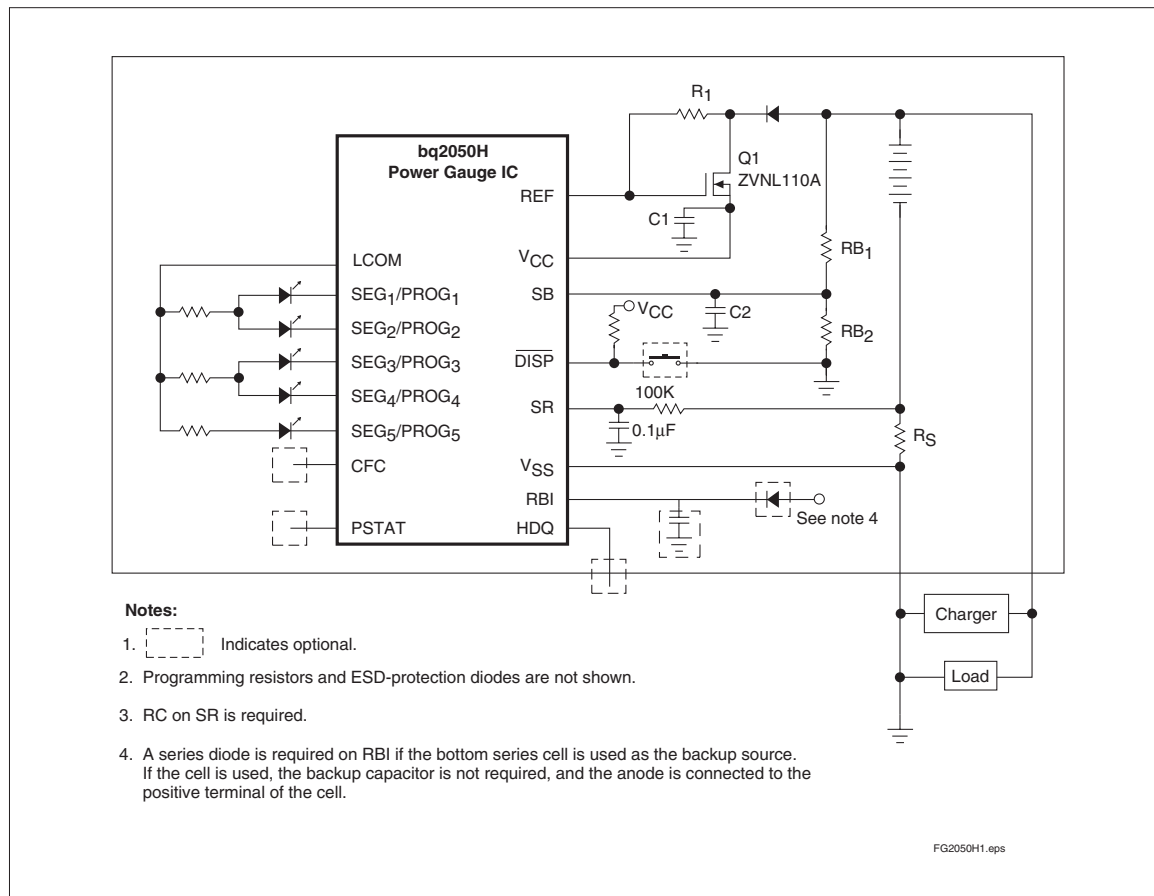 bq2050H
Power Gauge IC
REF
VCC
SB
DISP
SR
VSS
RBI
HDQ
LCOM
SEG1/PROG1
SEG2/PROG2
SEG3/PROG3
SEG4/PROG4
SEG5/PROG5
CFC
PSTAT
R1
Q1
ZVNL110A
C1
RB1
VCC
C2
RB2
100K
0.1µF
RS
See note 4
Charger
Load
Notes:
1. Indicates optional.
2. Programming resistors and ESD-protection diodes are not shown.
3. RC on SR is required.
4. A series diode is required on RBI if the bottom series cell is used as the backup source.
If the cell is used, the backup capacitor is not required, and the anode is connected to the
positive terminal of the cell.
FG2050H1.eps